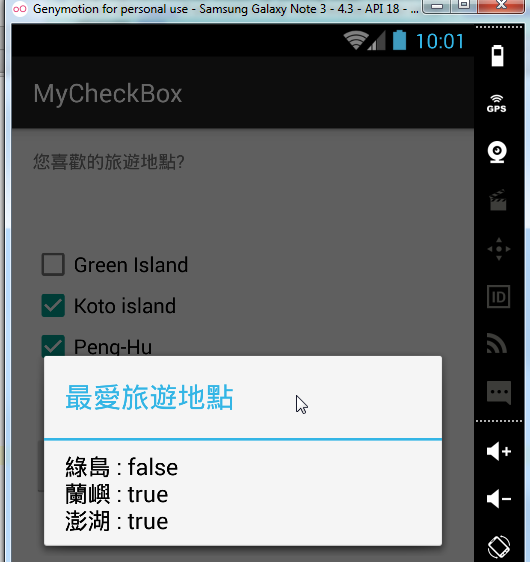 Genymotion for personal use - Samsung Galaxy Note 3 - 4.3 - API 18 - ...
10:01
GPS
MyCheckBox
您喜歡的旅遊地點?
ID
Green Island
Koto island
Peng-Hu
最愛旅遊地點
綠島 : false
蘭嶼 : true
澎湖 : true